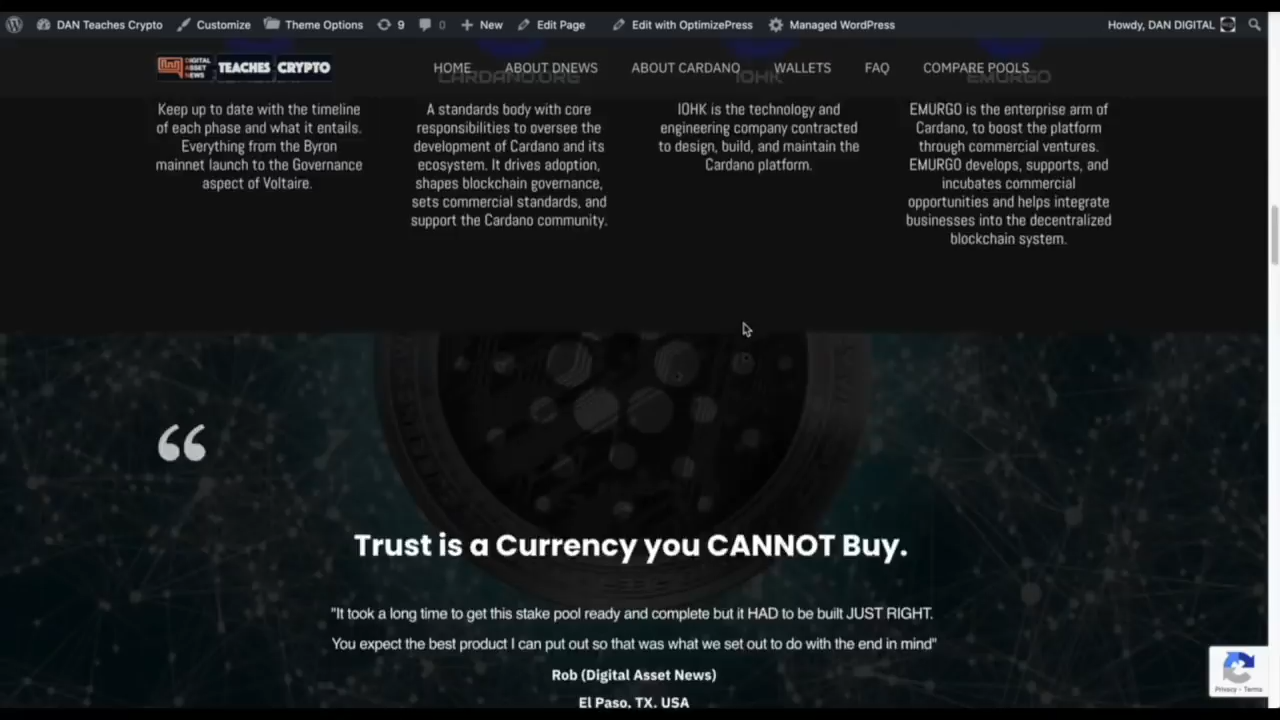 DAN Teaches Crypto Customize Theme Options 9 0 New Edit Page Edit with OptimizePress Managed WordPress Howdy, DAN DIGITAL
DIGITAL ASSET NEWS TEACHES CRYPTO HOME ABOUT DNEWS ABOUT CARDANO WALLETS FAQ COMPARE POOLS
CARDANO.ORG IOHK EMURGO
Keep up to date with the timeline
of each phase and what it entails.
Everything from the Byron
mainnet launch to the Governance
aspect of Voltaire.
A standards body with core
responsibilities to oversee the
development of Cardano and its
ecosystem. It drives adoption,
shapes blockchain governance,
sets commercial standards, and
support the Cardano community.
IOHK is the technology and
engineering company contracted
to design, build, and maintain the
Cardano platform.
EMURGO is the enterprise arm of
Cardano, to boost the platform
through commercial ventures.
EMURGO develops, supports, and
incubates commercial
opportunities and helps integrate
businesses into the decentralized
blockchain system.
“
Trust is a Currency you CANNOT Buy.
"It took a long time to get this stake pool ready and complete but it HAD to be built JUST RIGHT.
You expect the best product I can put out so that was what we set out to do with the end in mind"
Rob (Digital Asset News)
El Paso, TX. USA
Privacy - Terms